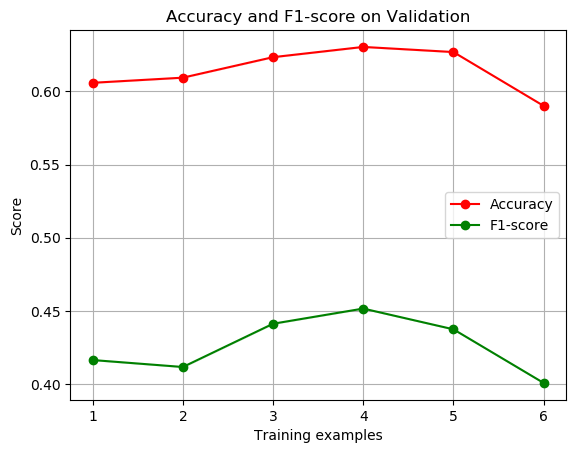 Accuracy and F1-score on Validation
Score
0.60
0.55
0.50
0.45
0.40
Accuracy
F1-score
1 2 3 4 5 6
Training examples